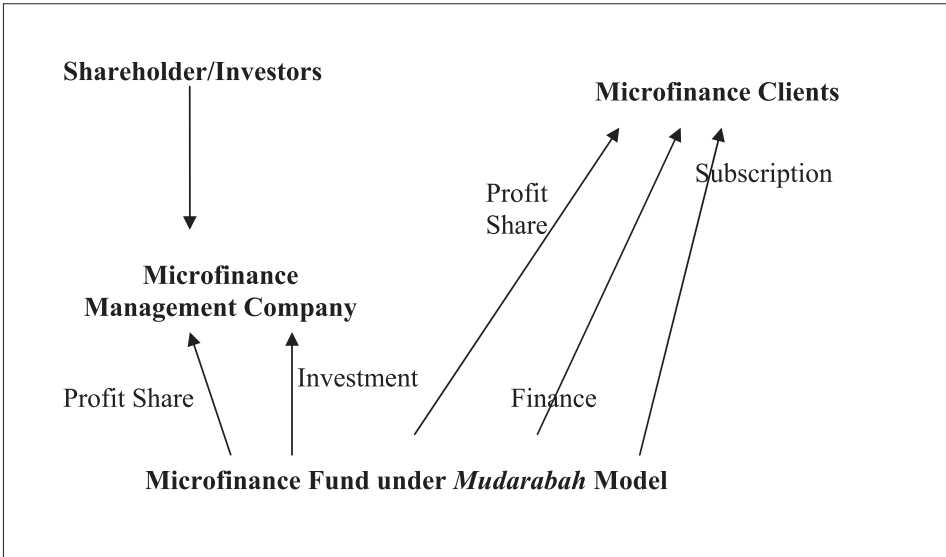 Shareholder/Investors
Microfinance Clients
Subscription
Profit
Share
Microfinance
Management Company
Investment
Profit Share
Finance
Microfinance Fund under Mudarabah Model